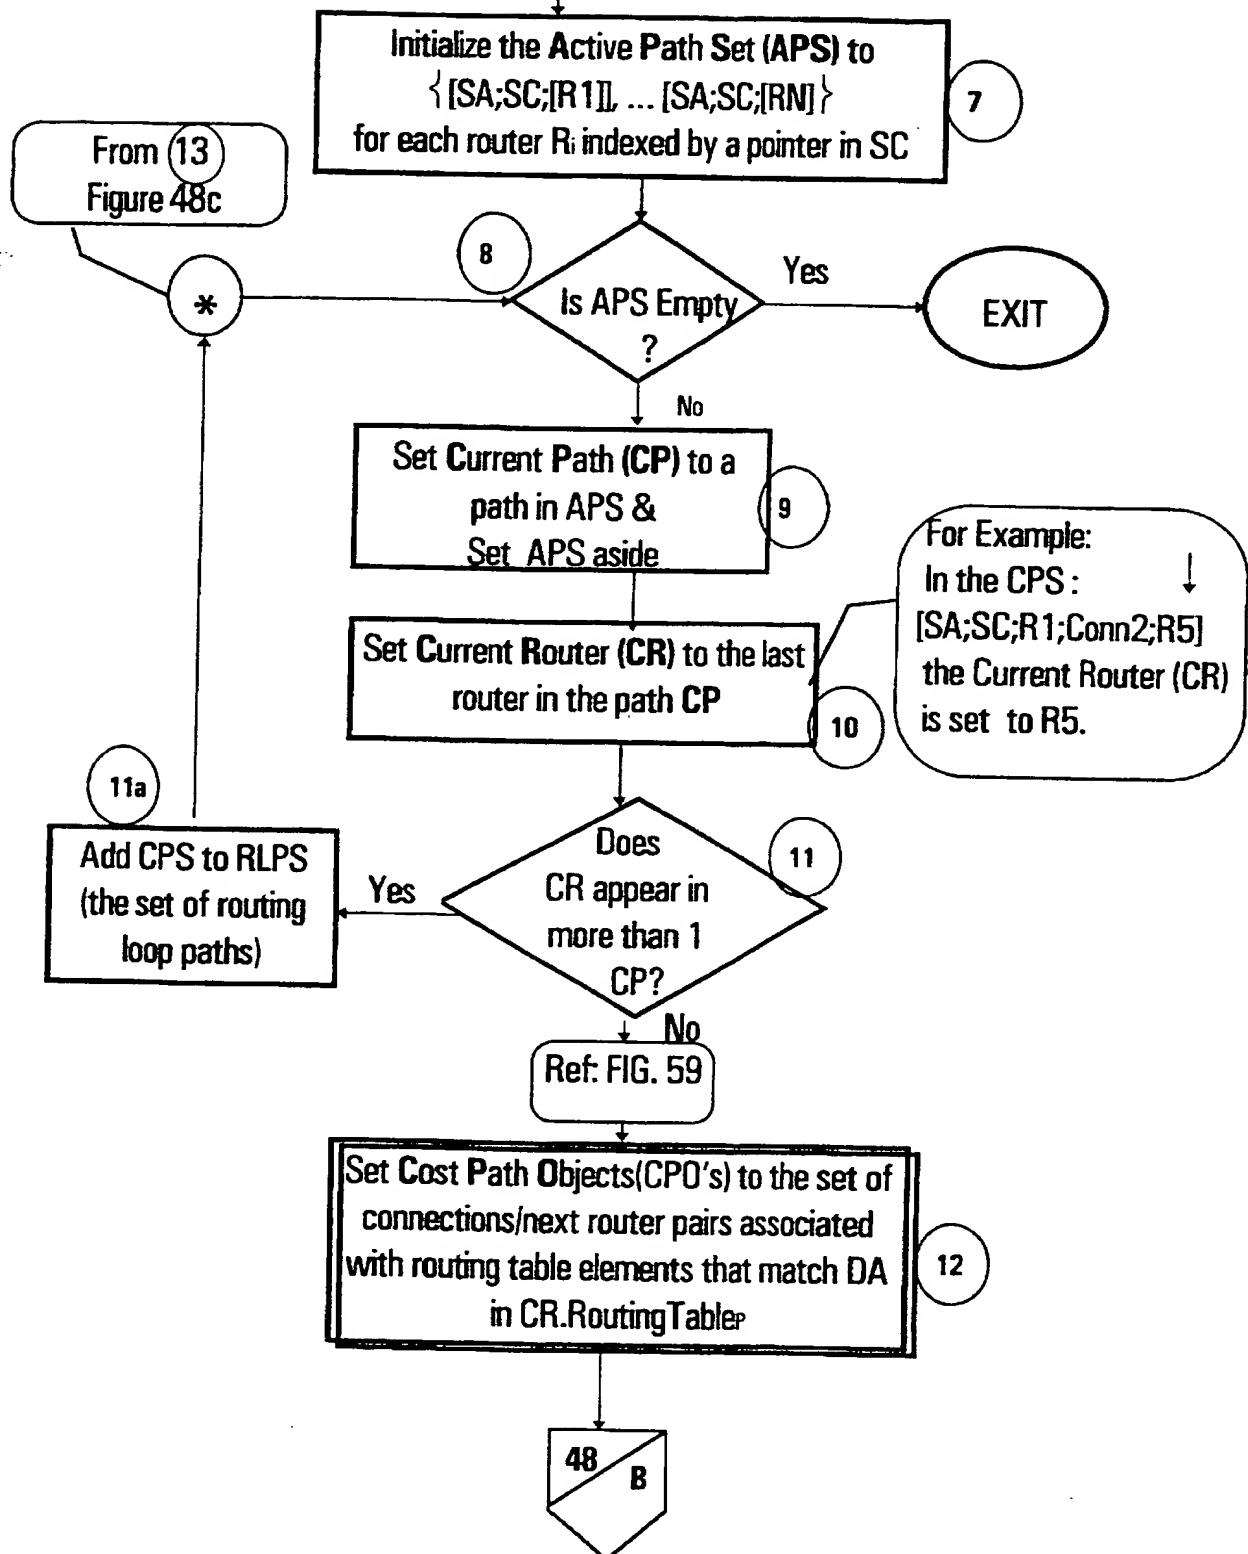 Initialize the Active Path Set (APS) to
{[SA;SC;[R1]], ... [SA;SC;[RN]}
for each router Ri indexed by a pointer in SC
7
From 13
Figure 48c
8
*
Is APS Empty
?
Yes
EXIT
No
Set Current Path (CP) to a
path in APS &
Set APS aside
9
For Example:
In the CPS :
[SA;SC;R1;Conn2;R5]
the Current Router (CR)
is set to R5.
Set Current Router (CR) to the last
router in the path CP
10
11a
Add CPS to RLPS
(the set of routing
loop paths)
Yes
Does
CR appear in
more than 1
CP?
11
No
Ref: FIG. 59
Set Cost Path Objects(CPO's) to the set of
connections/next router pairs associated
with routing table elements that match DA
in CR.RoutingTableP
12
48
B